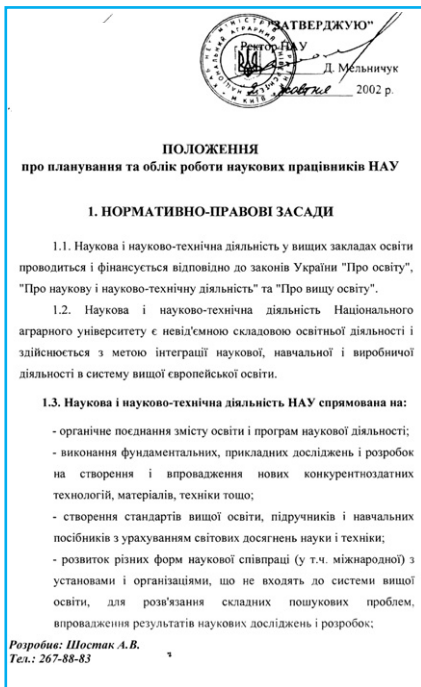 "ЗАТВЕРДЖУЮ"
Ректор НАУ
Д. Мельничук
жовтня 2002 р.
ПОЛОЖЕННЯ
про планування та облік роботи наукових працівників НАУ
1. НОРМАТИВНО-ПРАВОВІ ЗАСАДИ
1.1. Наукова і науково-технічна діяльність у вищих закладах освіти
проводиться і фінансується відповідно до законів України "Про освіту",
"Про наукову і науково-технічну діяльність" та "Про вищу освіту".
1.2. Наукова і науково-технічна діяльність Національного
аграрного університету є невід'ємною складовою освітньої діяльності і
здійснюється з метою інтеграції наукової, навчальної і виробничої
діяльності в систему вищої європейської освіти.
1.3. Наукова і науково-технічна діяльність НАУ спрямована на:
- органічне поєднання змісту освіти і програм наукової діяльності;
- виконання фундаментальних, прикладних досліджень і розробок
на створення і впровадження нових конкурентноздатних
технологій, матеріалів, техніки тощо;
- створення стандартів вищої освіти, підручників і навчальних
посібників з урахуванням світових досягнень науки і техніки;
- розвиток різних форм наукової співпраці (у т.ч. міжнародної) з
установами і організаціями, що не входять до системи вищої
освіти, для розв'язання складних пошукових проблем,
впровадження результатів наукових досліджень і розробок;
Розробив: Шостак А.В.
Тел.: 267-88-83